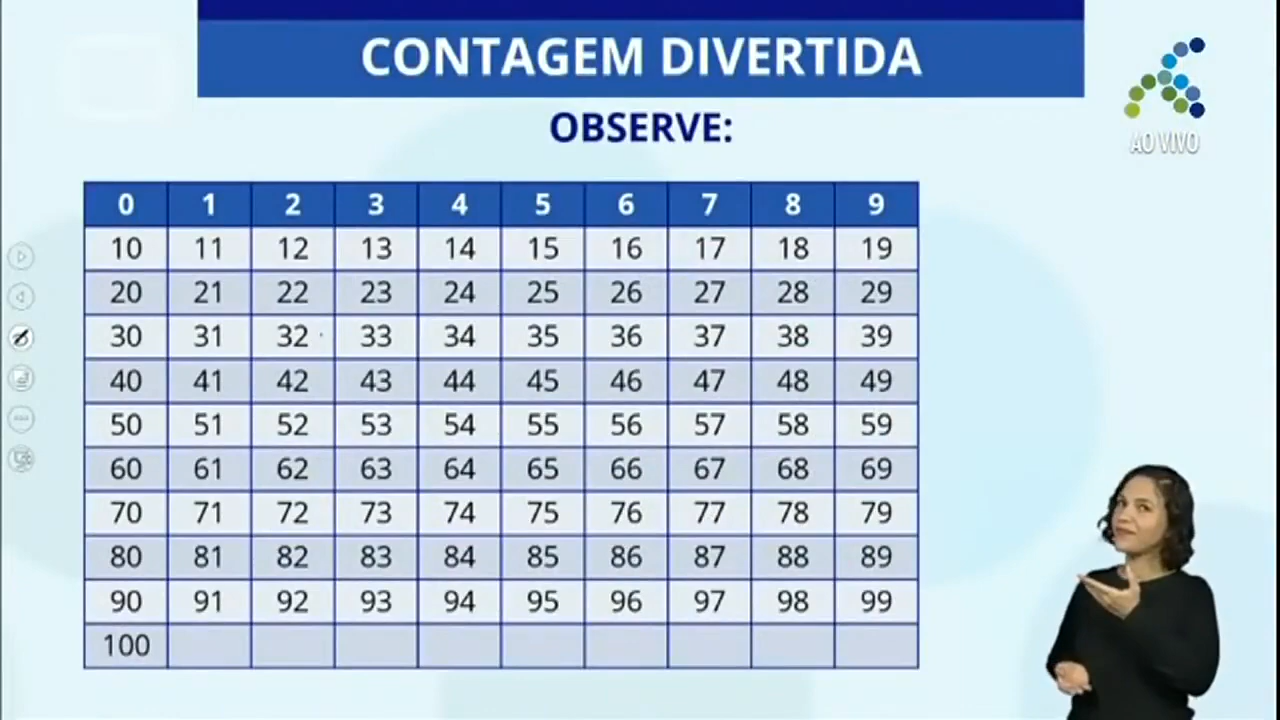 CONTAGEM DIVERTIDA
AO VIVO
OBSERVE:
0 1 2 3 4 5 6 7 8 9
10 11 12 13 14 15 16 17 18 19
20 21 22 23 24 25 26 27 28 29
30 31 32 33 34 35 36 37 38 39
40 41 42 43 44 45 46 47 48 49
50 51 52 53 54 55 56 57 58 59
60 61 62 63 64 65 66 67 68 69
70 71 72 73 74 75 76 77 78 79
80 81 82 83 84 85 86 87 88 89
90 91 92 93 94 95 96 97 98 99
100